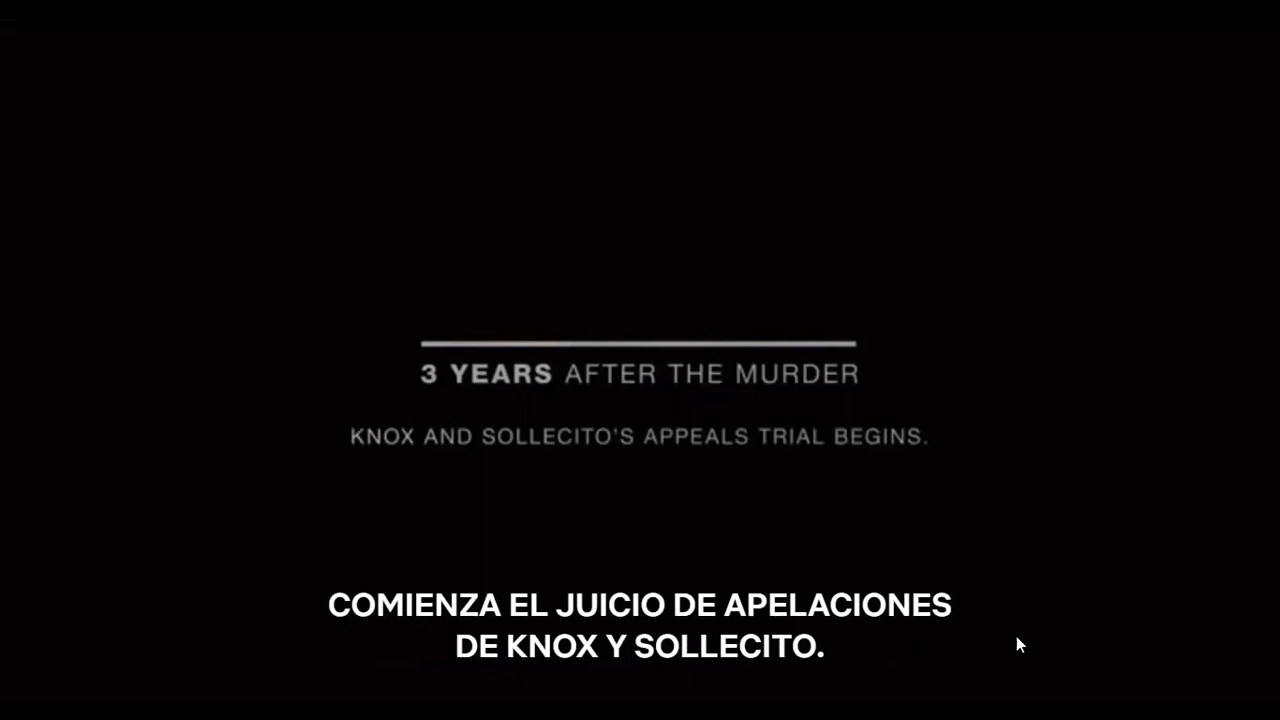 3 YEARS AFTER THE MURDER
KNOX AND SOLLECITO'S APPEALS TRIAL BEGINS.
COMIENZA EL JUICIO DE APELACIONES
DE KNOX Y SOLLECITO.